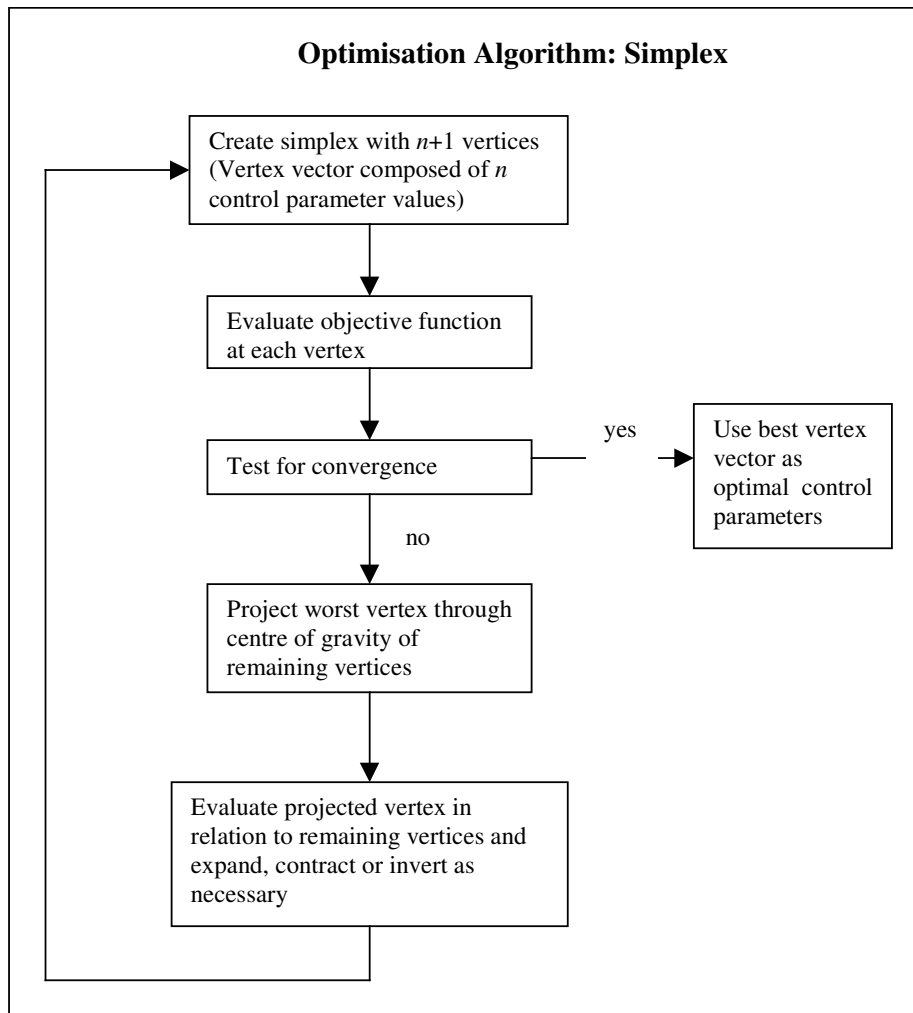 Optimisation Algorithm: Simplex
Create simplex with n+1 vertices
(Vertex vector composed of n
control parameter values)
Evaluate objective function
at each vertex
Test for convergence
yes
Use best vertex
vector as
optimal control
parameters
no
Project worst vertex through
centre of gravity of
remaining vertices
Evaluate projected vertex in
relation to remaining vertices and
expand, contract or invert as
necessary